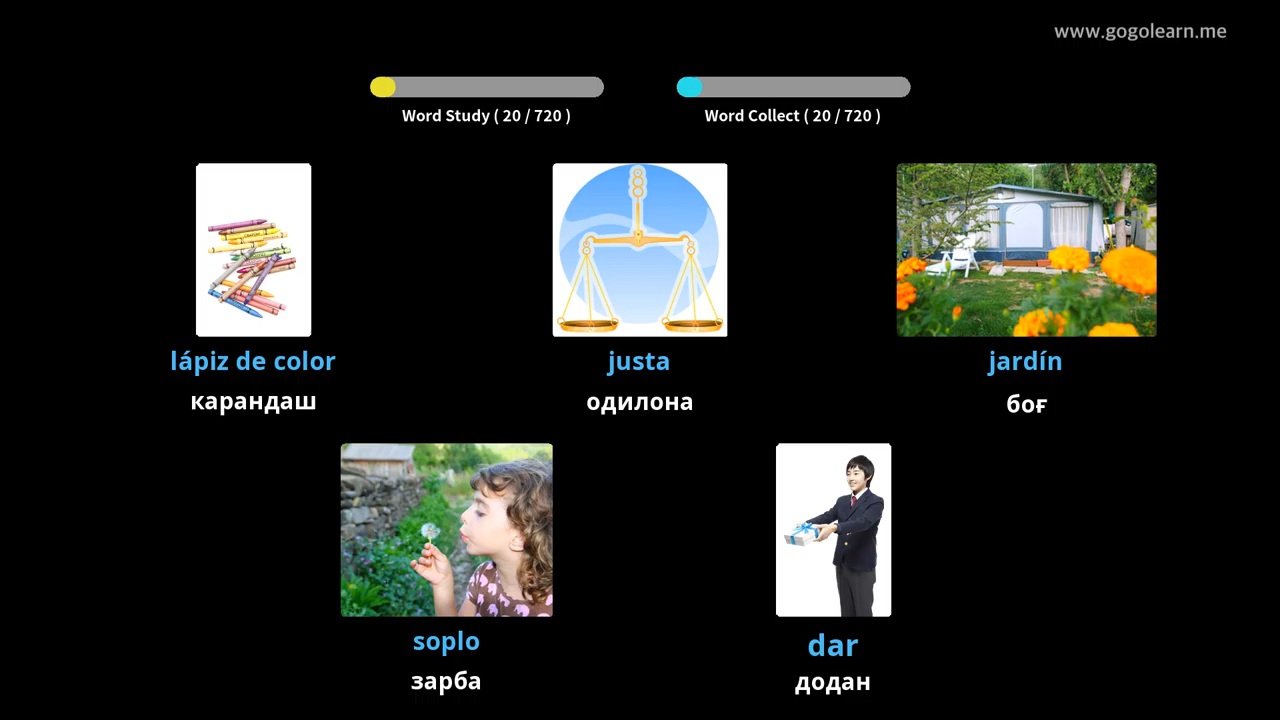 www.gogolearn.me
Word Study ( 20 / 720 )
Word Collect ( 20 / 720 )
lápiz de color
justa
jardín
карандаш
одилона
боғ
soplo
dar
зарба
додан